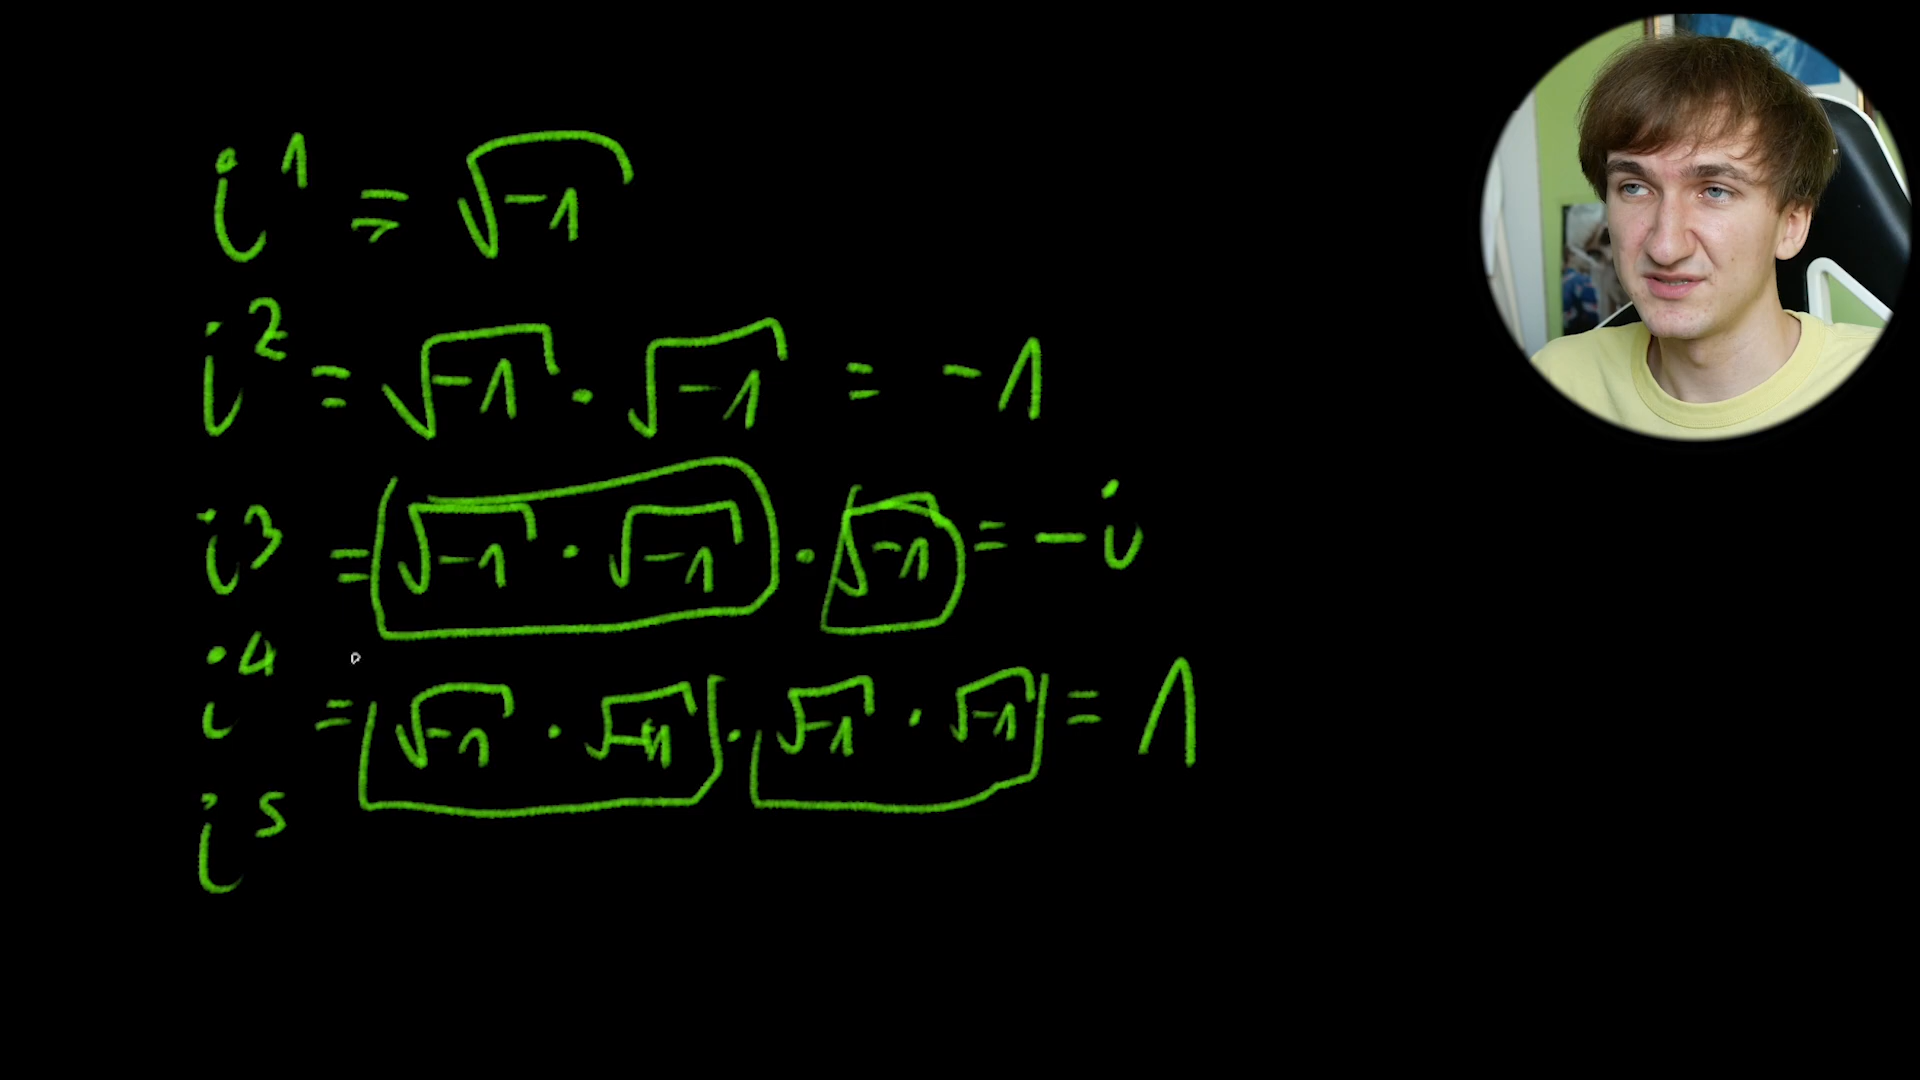 i¹ = √-1
i² = √-1 · √-1 = -1
i³ = √-1 · √-1 · √-1 = -i
i⁴ = √-1 · √-1 · √-1 · √-1 = 1
i⁵